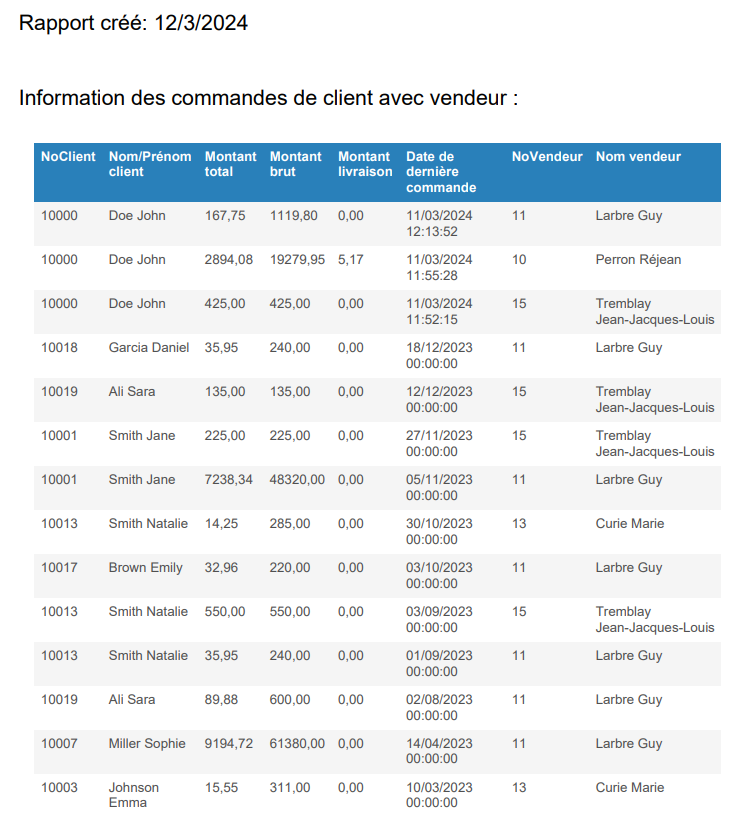 Rapport créé: 12/3/2024
Information des commandes de client avec vendeur :
NoClient Nom/Prénom client Montant total Montant brut Montant livraison Date de dernière commande NoVendeur Nom vendeur
10000 Doe John 167,75 1119,80 0,00 11/03/2024 12:13:52 11 Larbre Guy
10000 Doe John 2894,08 19279,95 5,17 11/03/2024 11:55:28 10 Perron Réjean
10000 Doe John 425,00 425,00 0,00 11/03/2024 11:52:15 15 Tremblay Jean-Jacques-Louis
10018 Garcia Daniel 35,95 240,00 0,00 18/12/2023 00:00:00 11 Larbre Guy
10019 Ali Sara 135,00 135,00 0,00 12/12/2023 00:00:00 15 Tremblay Jean-Jacques-Louis
10001 Smith Jane 225,00 225,00 0,00 27/11/2023 00:00:00 15 Tremblay Jean-Jacques-Louis
10001 Smith Jane 7238,34 48320,00 0,00 05/11/2023 00:00:00 11 Larbre Guy
10013 Smith Natalie 14,25 285,00 0,00 30/10/2023 00:00:00 13 Curie Marie
10017 Brown Emily 32,96 220,00 0,00 03/10/2023 00:00:00 11 Larbre Guy
10013 Smith Natalie 550,00 550,00 0,00 03/09/2023 00:00:00 15 Tremblay Jean-Jacques-Louis
10013 Smith Natalie 35,95 240,00 0,00 01/09/2023 00:00:00 11 Larbre Guy
10019 Ali Sara 89,88 600,00 0,00 02/08/2023 00:00:00 11 Larbre Guy
10007 Miller Sophie 9194,72 61380,00 0,00 14/04/2023 00:00:00 11 Larbre Guy
10003 Johnson Emma 15,55 311,00 0,00 10/03/2023 00:00:00 13 Curie Marie